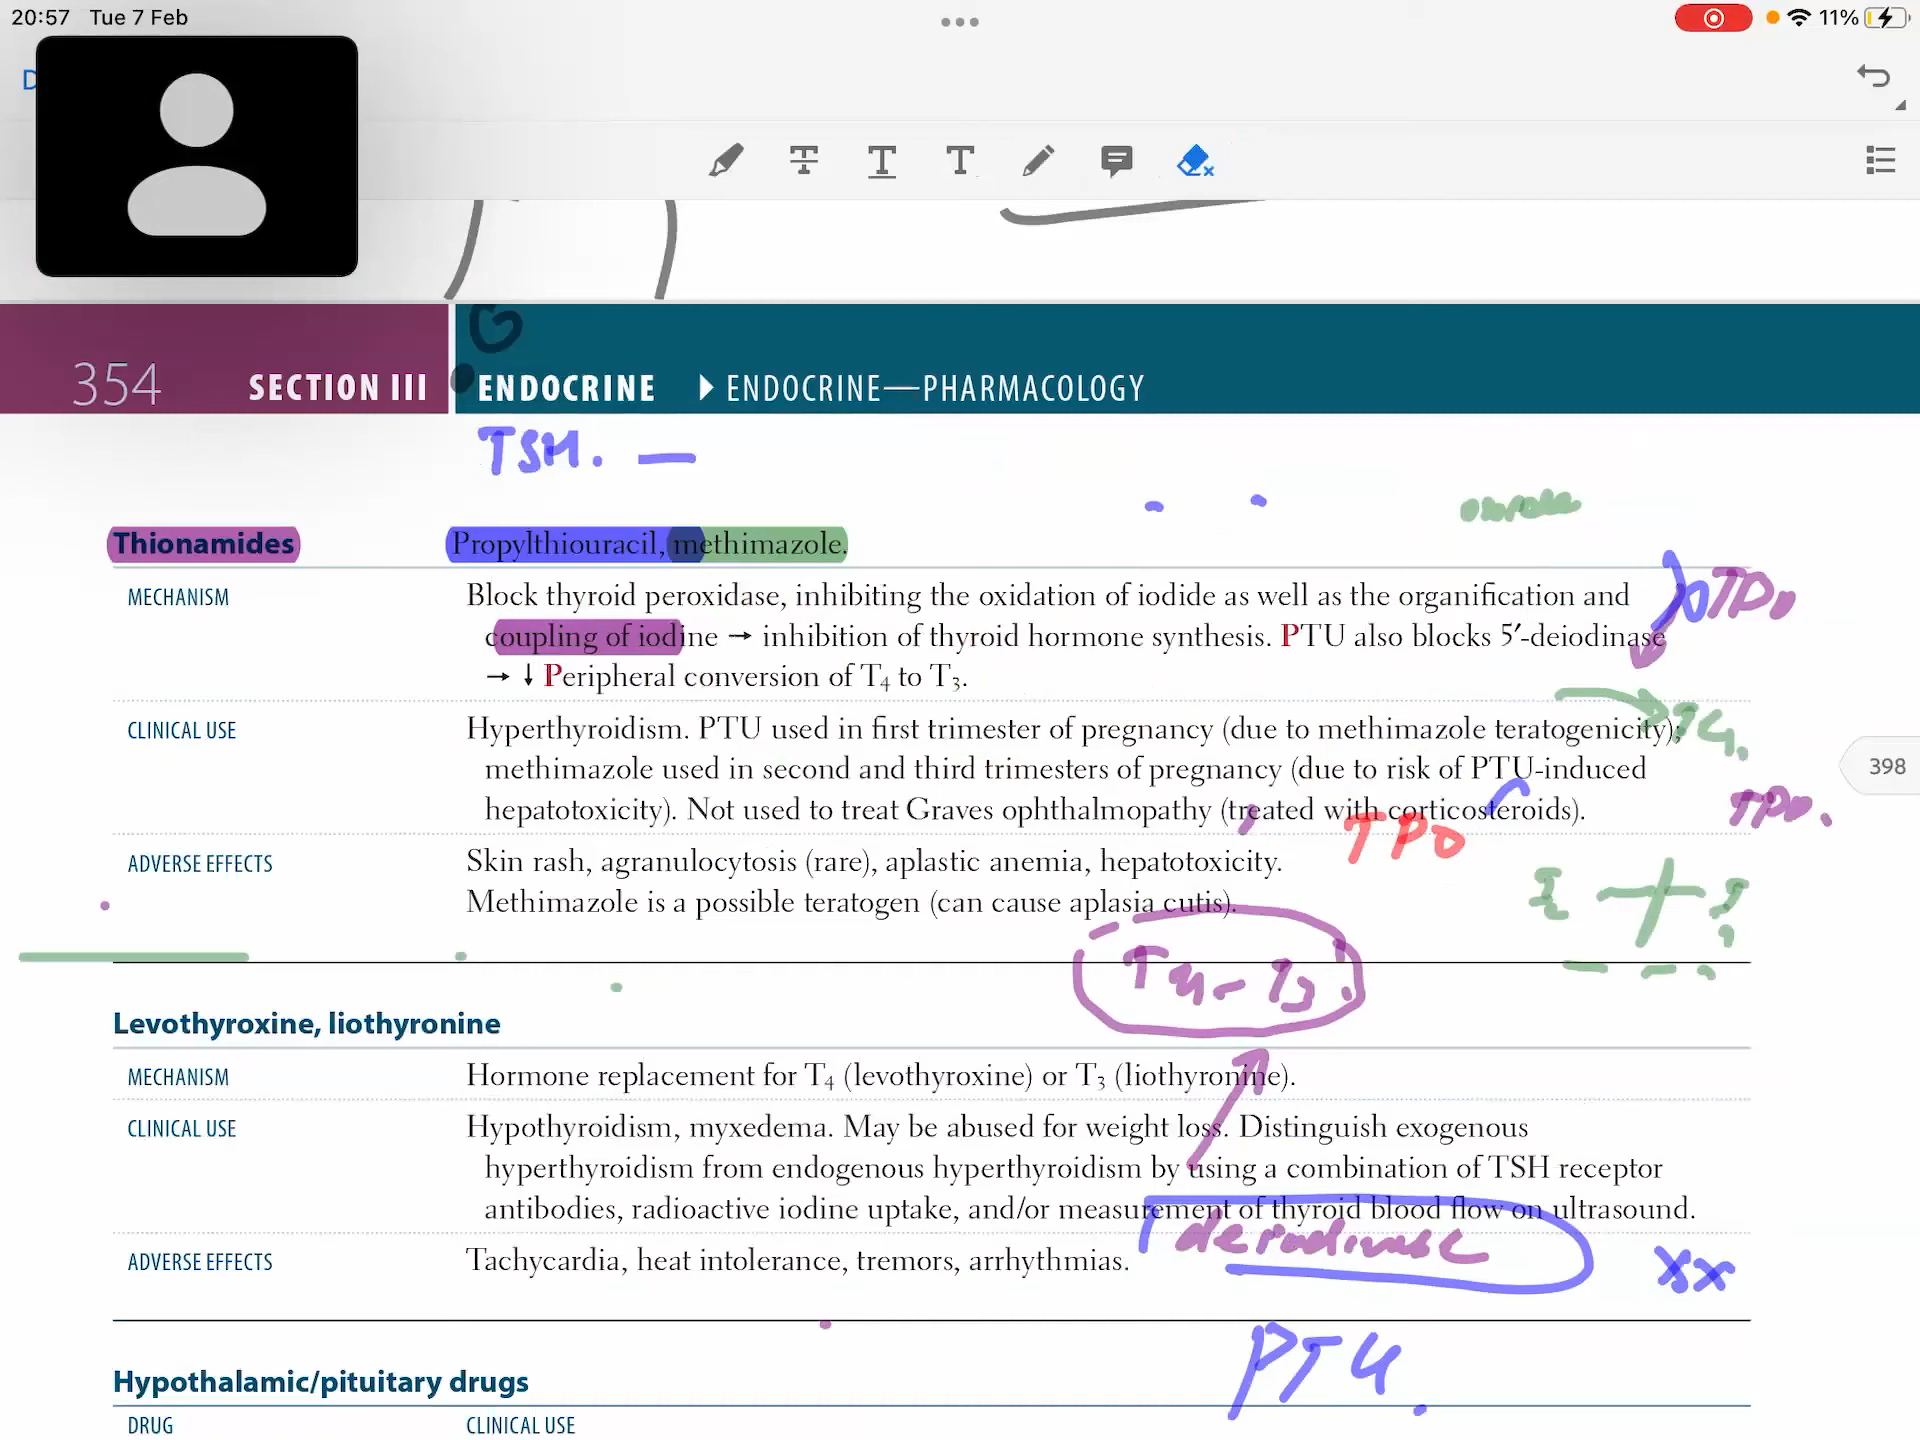 20:57 Tue 7 Feb
11%
D
G
354 SECTION III ENDOCRINE ▶ ENDOCRINE—PHARMACOLOGY
TSH. —
Thionamides Propylthiouracil, methimazole.
MECHANISM Block thyroid peroxidase, inhibiting the oxidation of iodide as well as the organification and
coupling of iodine → inhibition of thyroid hormone synthesis. PTU also blocks 5′-deiodinase
→ ↓ Peripheral conversion of T₄ to T₃.
TPO
CLINICAL USE Hyperthyroidism. PTU used in first trimester of pregnancy (due to methimazole teratogenicity);
methimazole used in second and third trimesters of pregnancy (due to risk of PTU-induced
hepatotoxicity). Not used to treat Graves ophthalmopathy (treated with corticosteroids).
398
TPO.
TPO
ADVERSE EFFECTS Skin rash, agranulocytosis (rare), aplastic anemia, hepatotoxicity.
Methimazole is a possible teratogen (can cause aplasia cutis).
T4 - T3
Levothyroxine, liothyronine
MECHANISM Hormone replacement for T₄ (levothyroxine) or T₃ (liothyronine).
CLINICAL USE Hypothyroidism, myxedema. May be abused for weight loss. Distinguish exogenous
hyperthyroidism from endogenous hyperthyroidism by using a combination of TSH receptor
antibodies, radioactive iodine uptake, and/or measurement of thyroid blood flow on ultrasound.
deiodinase
ADVERSE EFFECTS Tachycardia, heat intolerance, tremors, arrhythmias.
xx
PTU.
Hypothalamic/pituitary drugs
DRUG CLINICAL USE